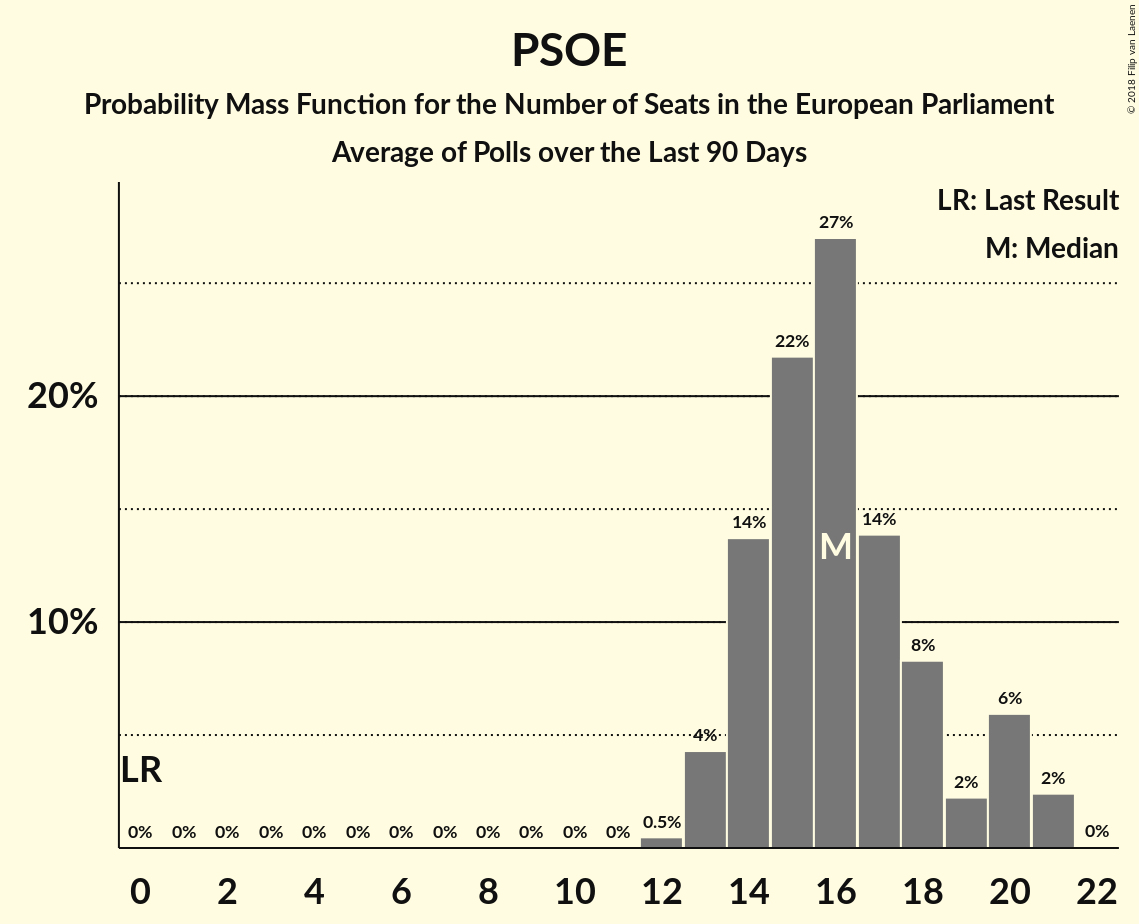 PSOE
Probability Mass Function for the Number of Seats in the European Parliament
Average of Polls over the Last 90 Days
© 2018 Filip van Laenen
LR: Last Result
M: Median
27%
22%
20%
14%
14%
M
10%
8%
6%
4%
LR
2%
2%
0% 0% 0% 0% 0% 0% 0% 0% 0% 0% 0% 0% 0.5% 0%
0 2 4 6 8 10 12 14 16 18 20 22